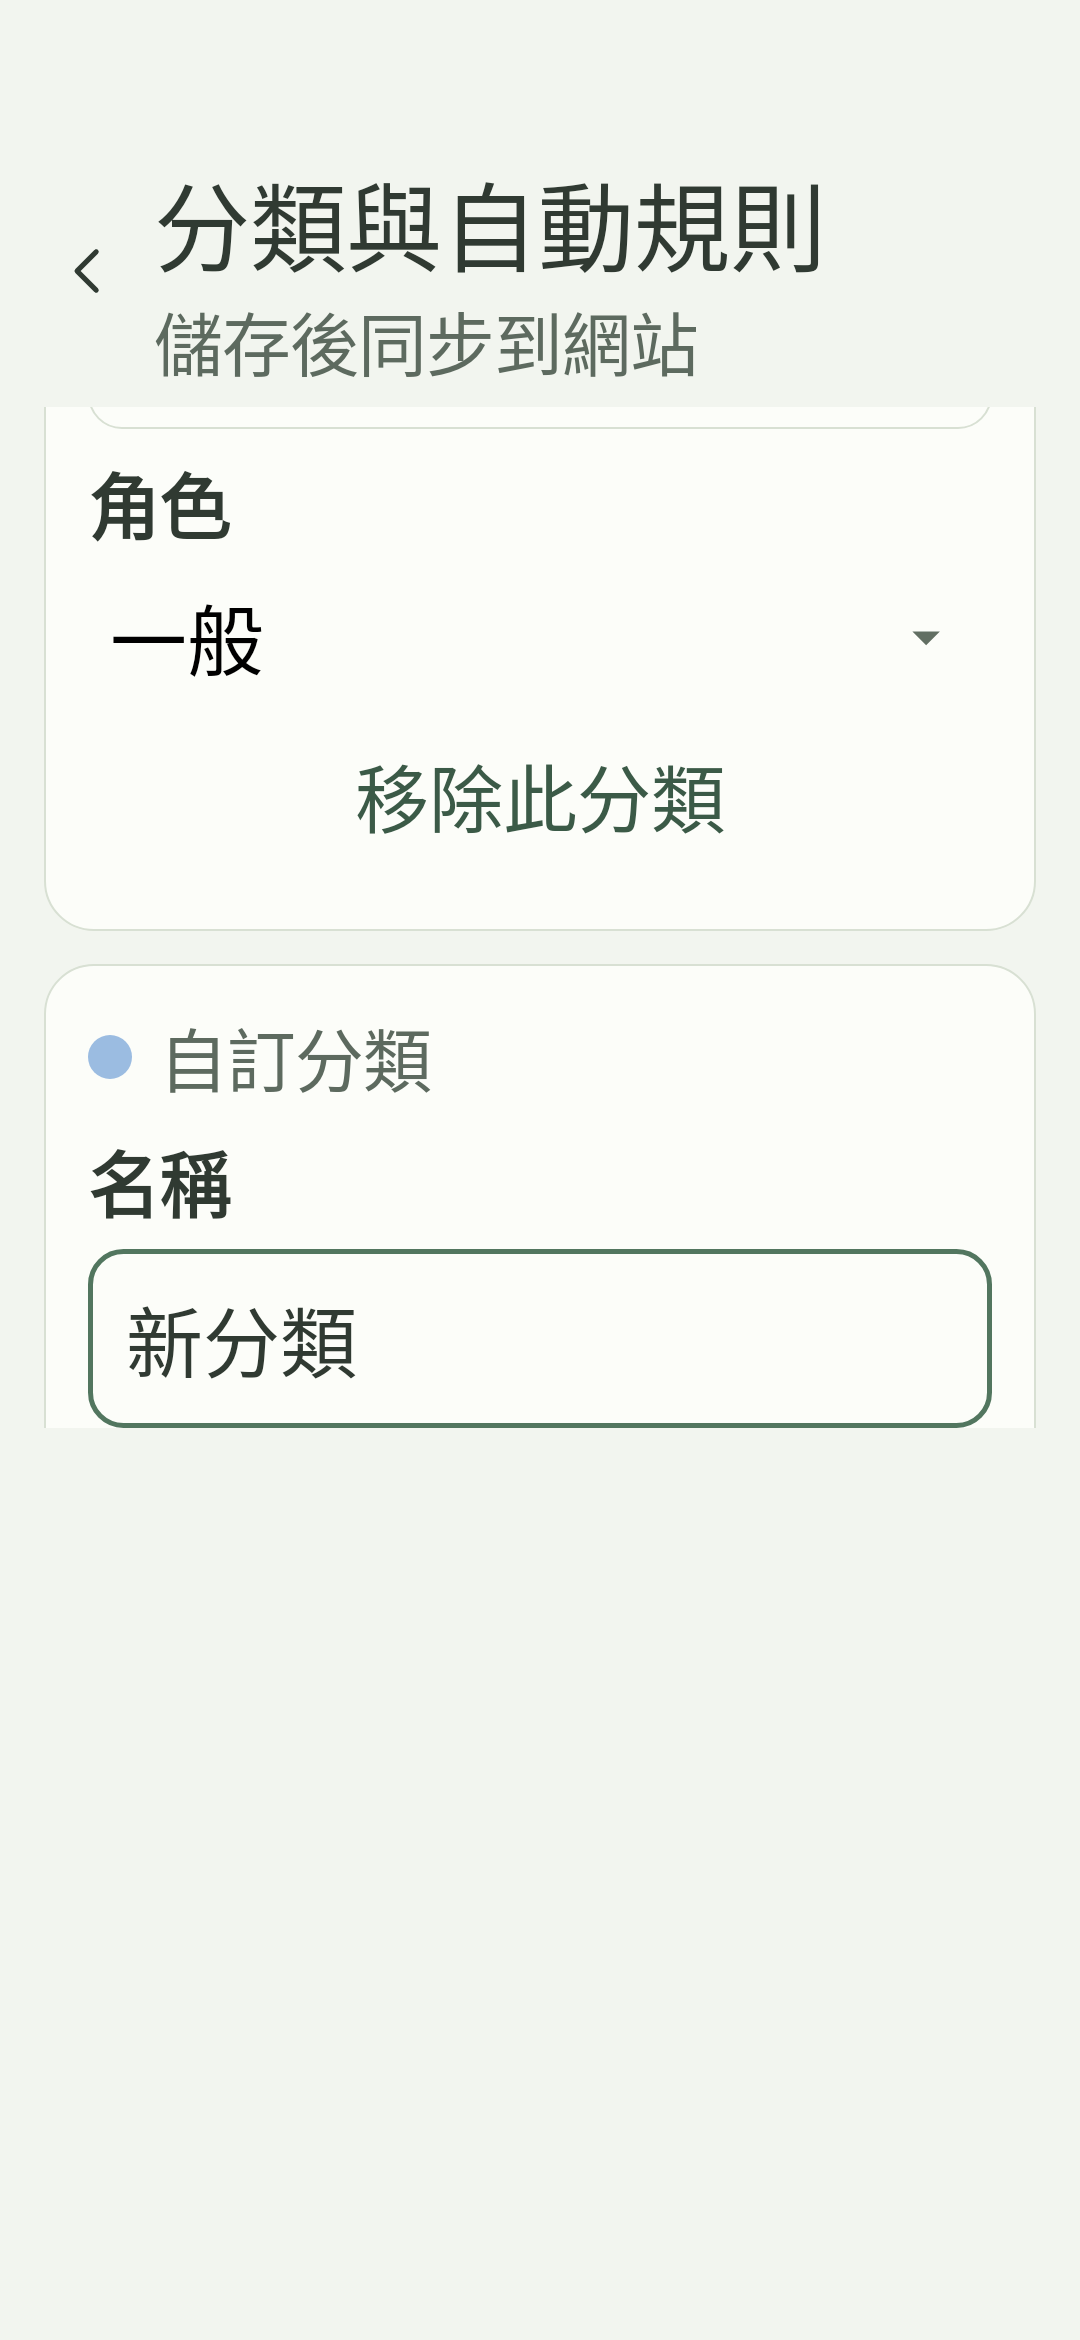 分類與自動規則
儲存後同步到網站
角色
一般
移除此分類
自訂分類
名稱
新分類